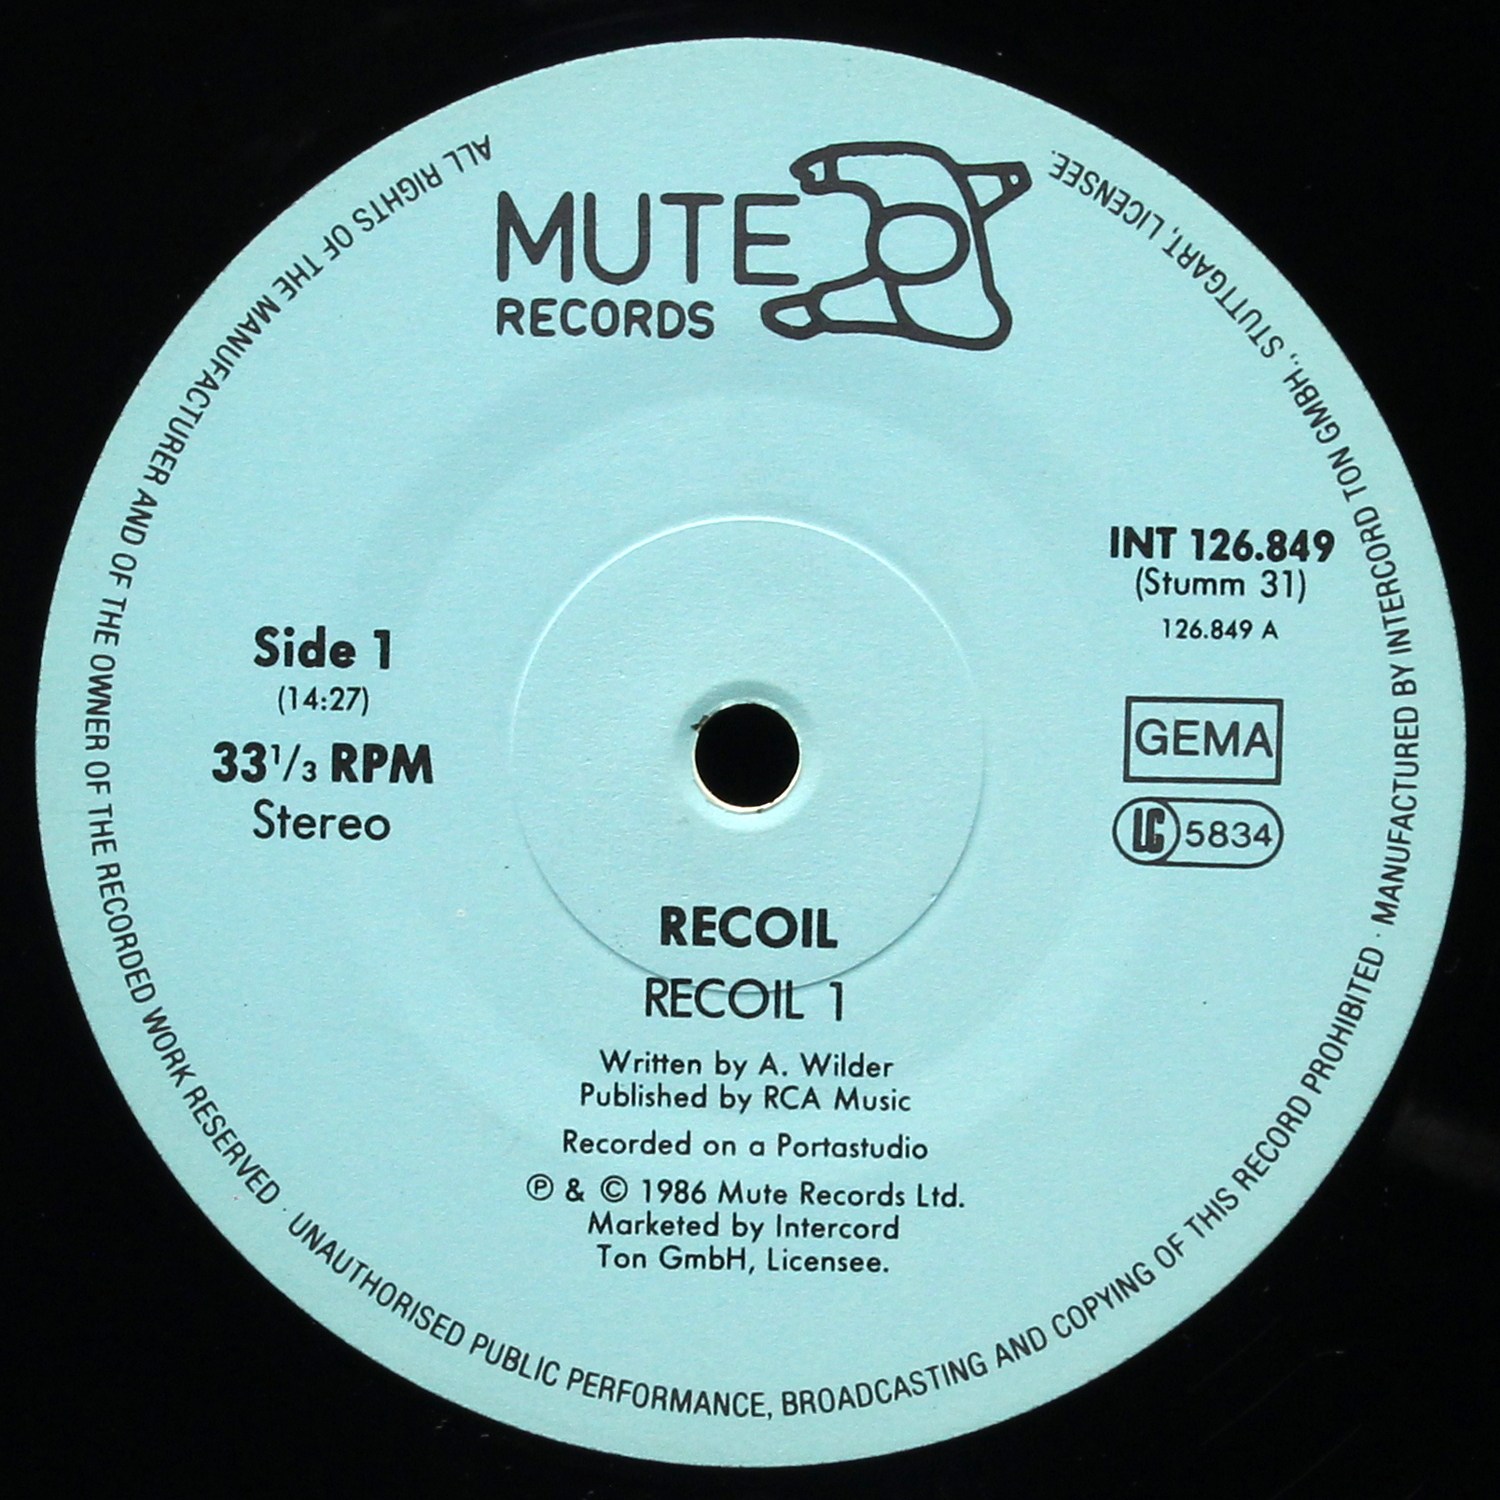 MUTE
RECORDS
INT 126.849
(Stumm 31)
126.849 A
GEMA
LC 5834
Side 1
(14:27)
33 1/3 RPM
Stereo
RECOIL
RECOIL 1
Written by A. Wilder
Published by RCA Music
Recorded on a Portastudio
℗ & © 1986 Mute Records Ltd.
Marketed by Intercord
Ton GmbH, Licensee.
ALL RIGHTS OF THE MANUFACTURER AND OF THE OWNER OF THE RECORDED WORK RESERVED · UNAUTHORISED PUBLIC PERFORMANCE, BROADCASTING AND COPYING OF THIS RECORD PROHIBITED · MANUFACTURED BY INTERCORD TON GMBH., STUTTGART, LICENSEE.